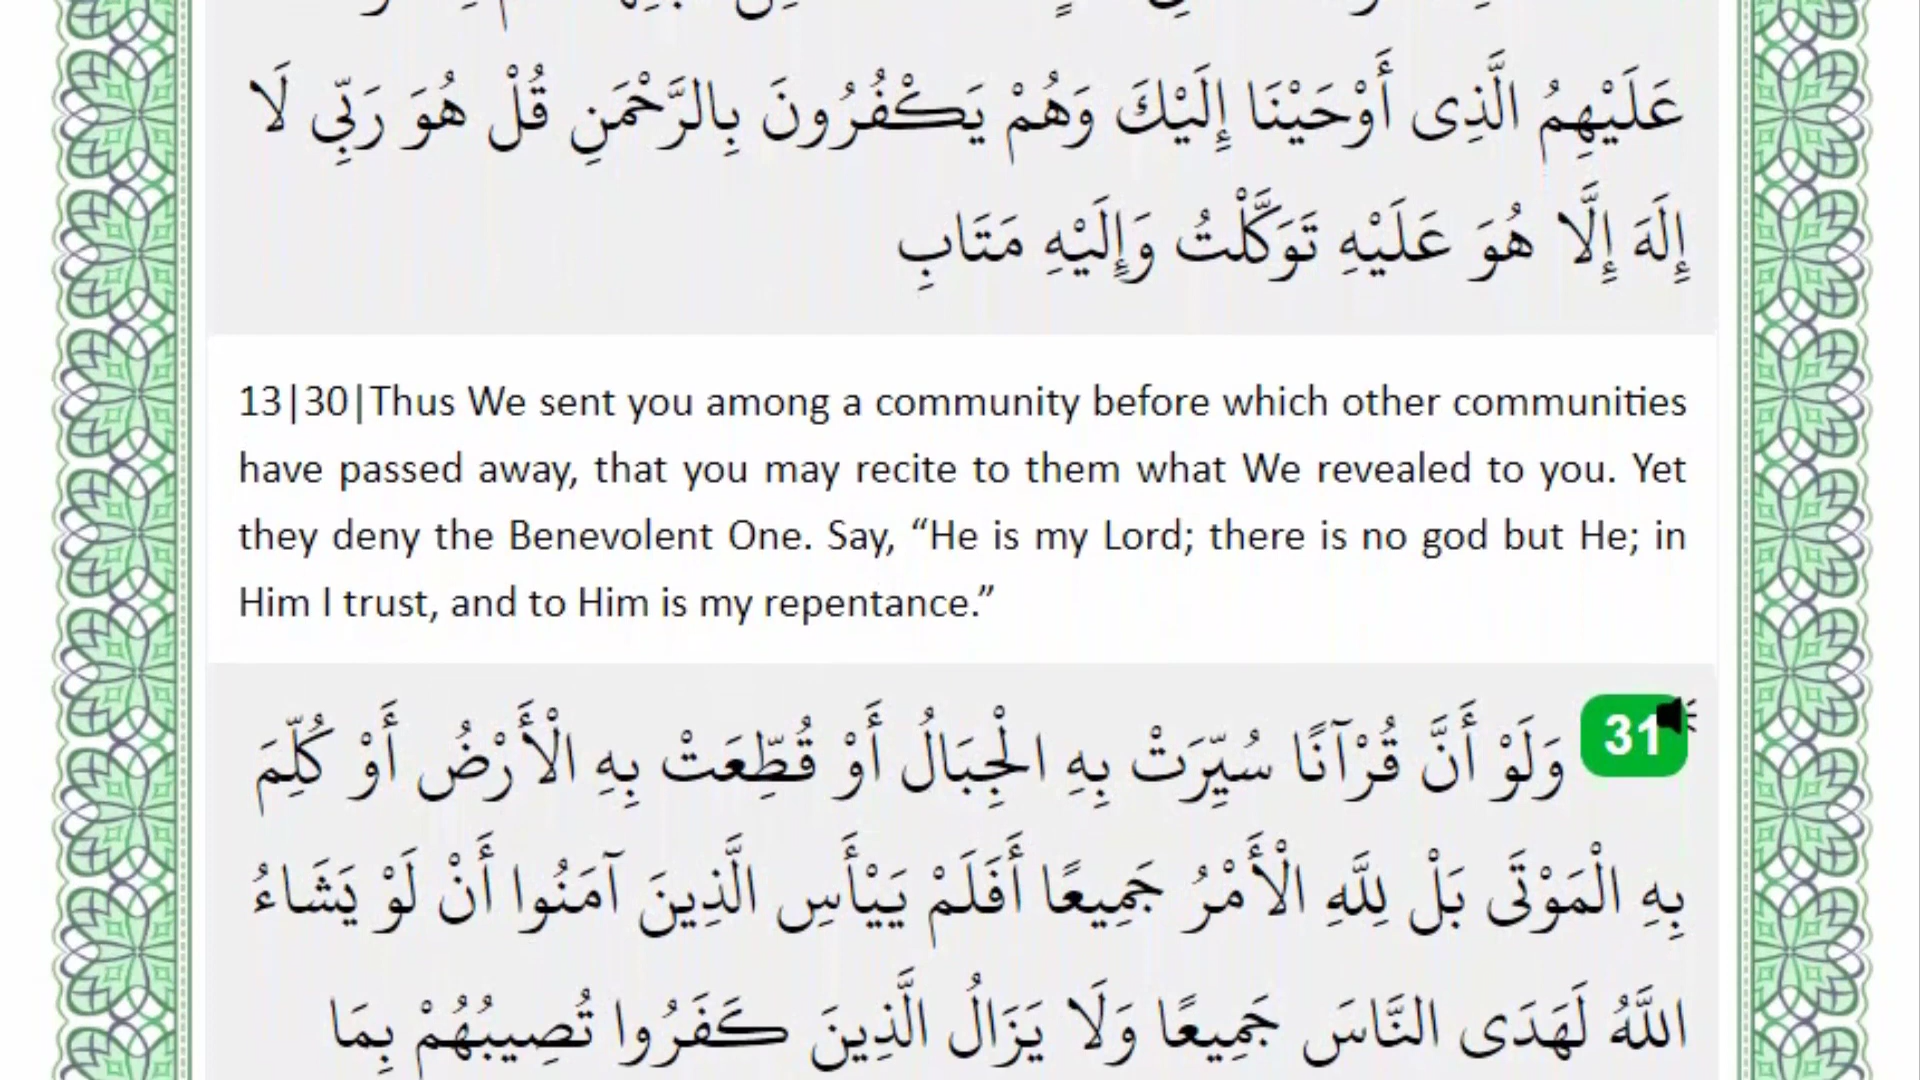 عَلَيْهِمُ الَّذِى أَوْحَيْنَا إِلَيْكَ وَهُمْ يَكْفُرُونَ بِالرَّحْمَنِ قُلْ هُوَ رَبِّي لَا
إِلَهَ إِلَّا هُوَ عَلَيْهِ تَوَكَّلْتُ وَإِلَيْهِ مَتَابِ
13|30|Thus We sent you among a community before which other communities
have passed away, that you may recite to them what We revealed to you. Yet
they deny the Benevolent One. Say, “He is my Lord; there is no god but He; in
Him I trust, and to Him is my repentance.”
31 وَلَوْ أَنَّ قُرْآنًا سُيِّرَتْ بِهِ الْجِبَالُ أَوْ قُطِّعَتْ بِهِ الْأَرْضُ أَوْ كُلِّمَ
بِهِ الْمَوْتَى بَلْ لِلَّهِ الْأَمْرُ جَمِيعًا أَفَلَمْ يَيْأَسِ الَّذِينَ آمَنُوا أَنْ لَوْ يَشَاءُ
اللَّهُ لَهَدَى النَّاسَ جَمِيعًا وَلَا يَزَالُ الَّذِينَ كَفَرُوا تُصِيبُهُمْ بِمَا